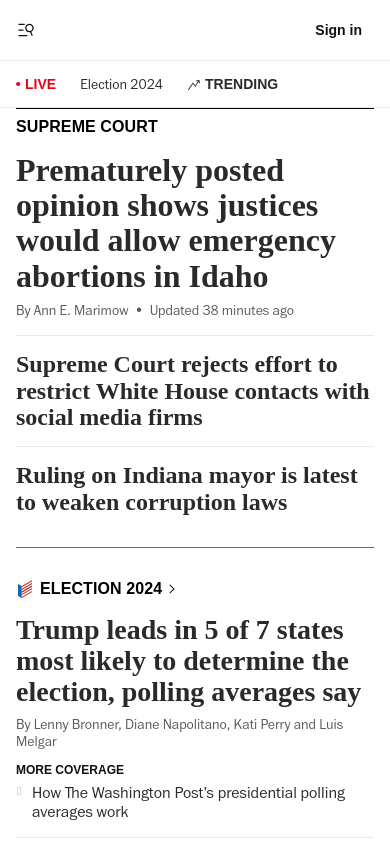 Sign in
LIVE
Election 2024
TRENDING
SUPREME COURT
Prematurely posted
opinion shows justices
would allow emergency
abortions in Idaho
By Ann E. Marimow • Updated 38 minutes ago
Supreme Court rejects effort to
restrict White House contacts with
social media firms
Ruling on Indiana mayor is latest
to weaken corruption laws
ELECTION 2024
Trump leads in 5 of 7 states
most likely to determine the
election, polling averages say
By Lenny Bronner, Diane Napolitano, Kati Perry and Luis
Melgar
MORE COVERAGE
How The Washington Post’s presidential polling
averages work